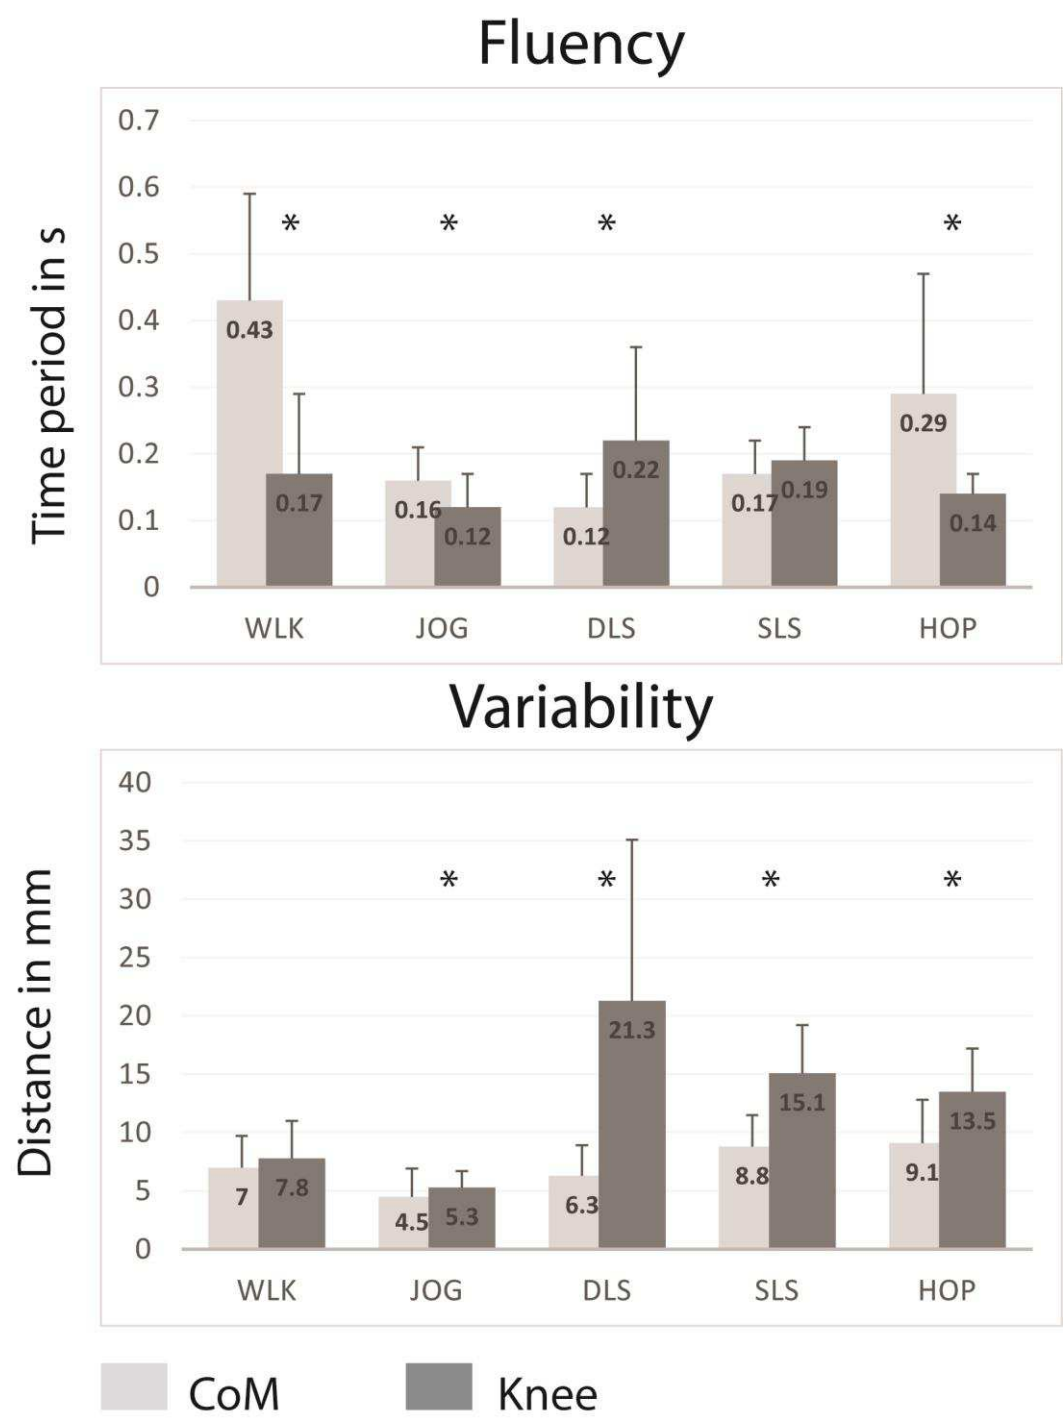 Fluency
Time period in s
0.7
0.6
0.5
0.4
0.3
0.2
0.1
0
* * * *
0.43 0.17 0.16 0.12 0.12 0.22 0.17 0.19 0.29 0.14
WLK JOG DLS SLS HOP
Variability
Distance in mm
40
35
30
25
20
15
10
5
0
* * * *
7 7.8 4.5 5.3 6.3 21.3 8.8 15.1 9.1 13.5
WLK JOG DLS SLS HOP
CoM Knee